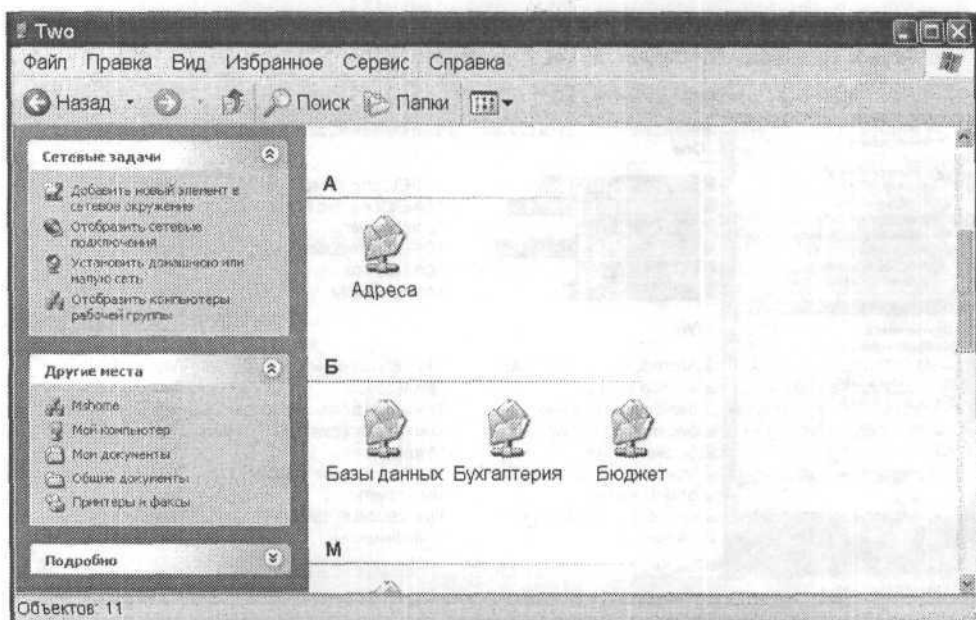 Two
Файл Правка Вид Избранное Сервис Справка
Назад Поиск Папки
Сетевые задачи
Добавить новый элемент в
сетевое окружение
Отобразить сетевые
подключения
Установить домашнюю или
малую сеть
Отобразить компьютеры
рабочей группы
Другие места
Mshome
Мой компьютер
Мои документы
Общие документы
Принтеры и факсы
Подробно
А
Адреса
Б
Базы данных Бухгалтерия Бюджет
М
Объектов: 11